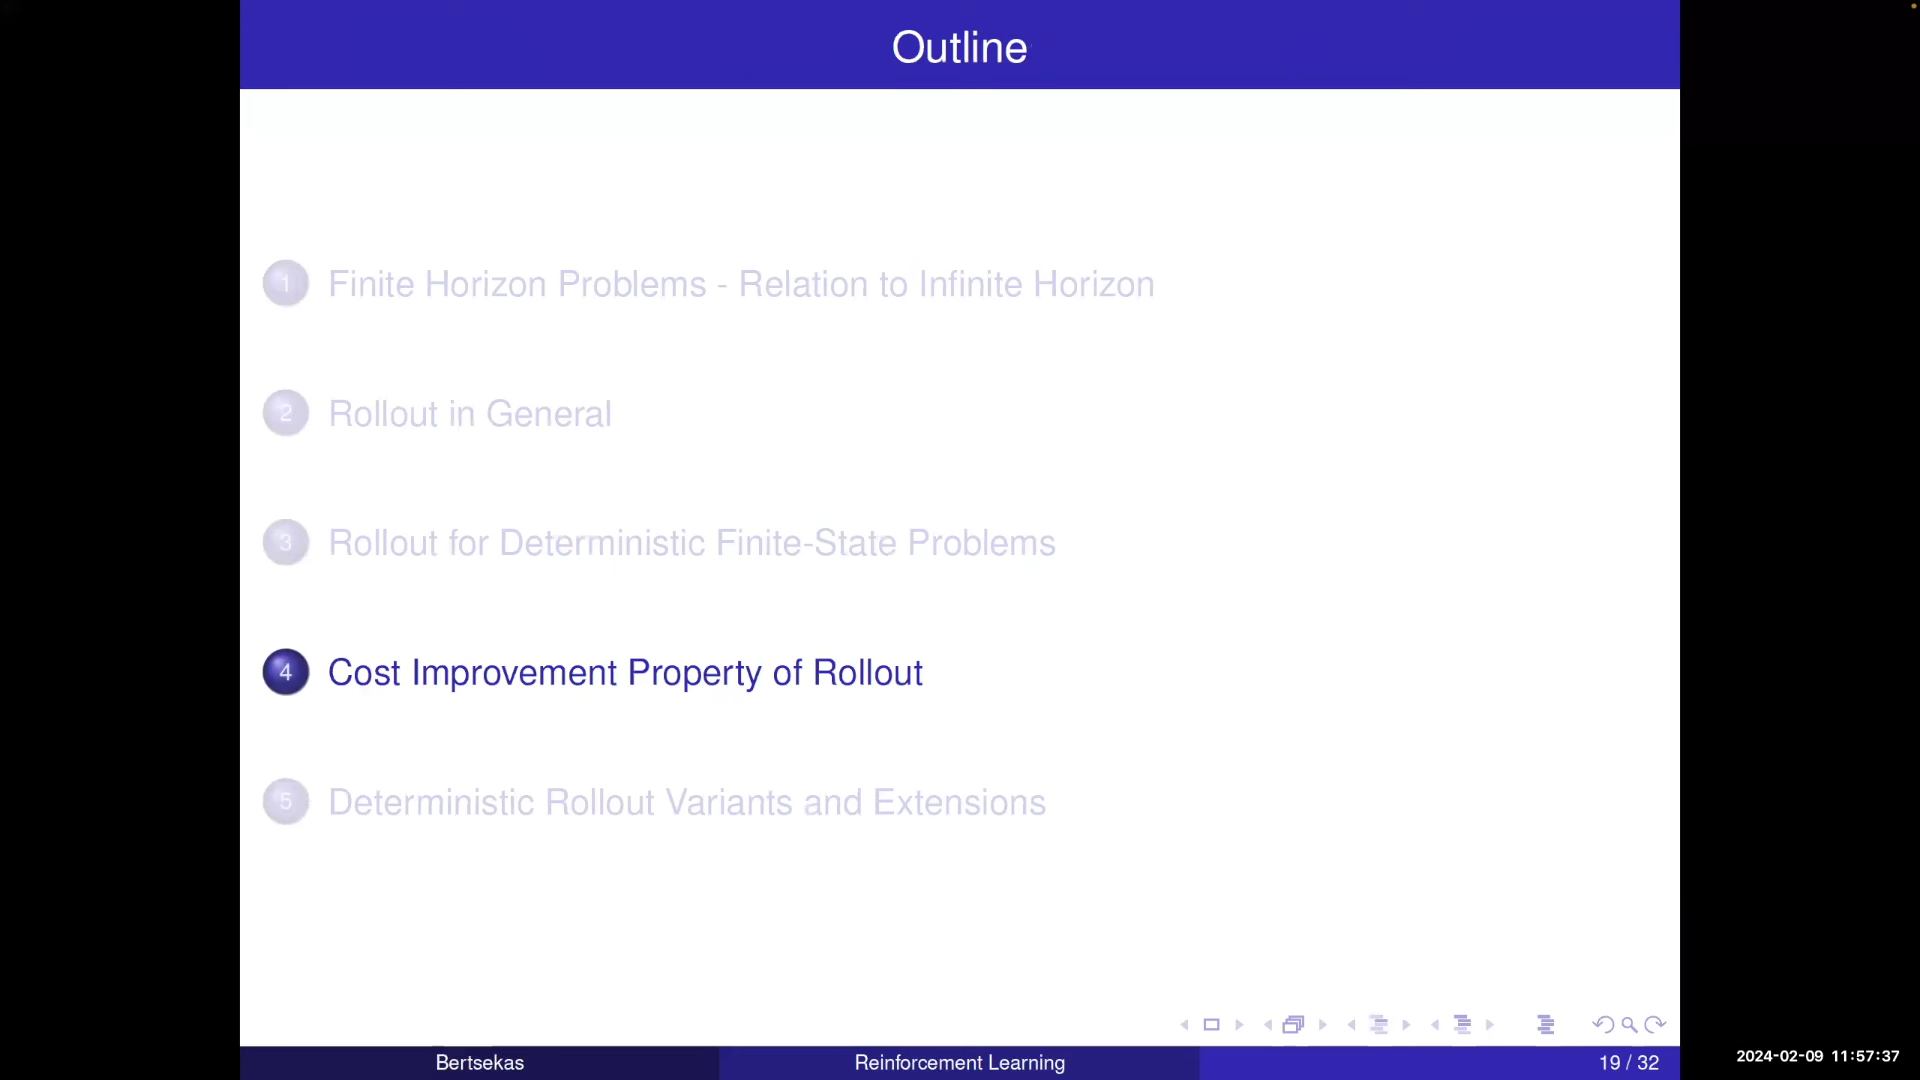 Outline
1 Finite Horizon Problems - Relation to Infinite Horizon
2 Rollout in General
3 Rollout for Deterministic Finite-State Problems
4 Cost Improvement Property of Rollout
5 Deterministic Rollout Variants and Extensions
Bertsekas Reinforcement Learning 19 / 32
2024-02-09 11:57:37